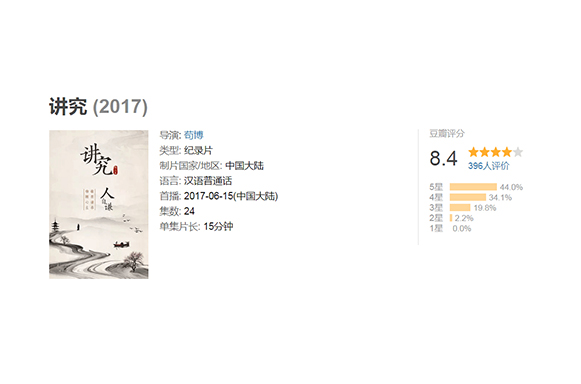 讲究 (2017)
讲究
人
导演: 荀博
类型: 纪录片
制片国家/地区: 中国大陆
语言: 汉语普通话
首播: 2017-06-15(中国大陆)
集数: 24
单集片长: 15分钟
豆瓣评分
8.4
396人评价
5星 44.0%
4星 34.1%
3星 19.8%
2星 2.2%
1星 0.0%